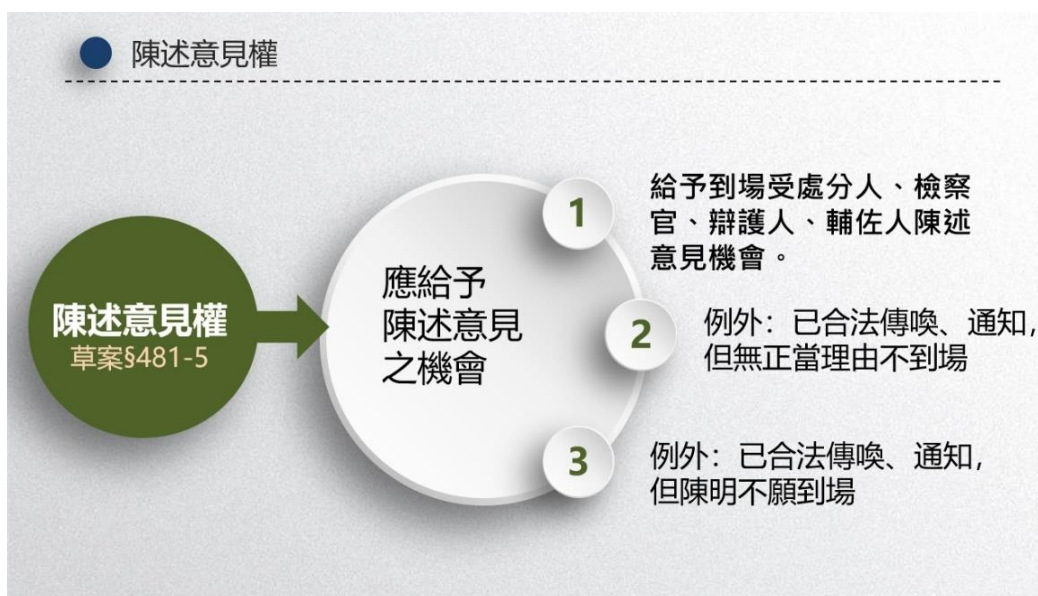 陳述意見權
陳述意見權
草案§481-5
應給予
陳述意見
之機會
1
給予到場受處分人、檢察
官、辯護人、輔佐人陳述
意見機會。
2
例外：已合法傳喚、通知，
但無正當理由不到場
3
例外：已合法傳喚、通知，
但陳明不願到場